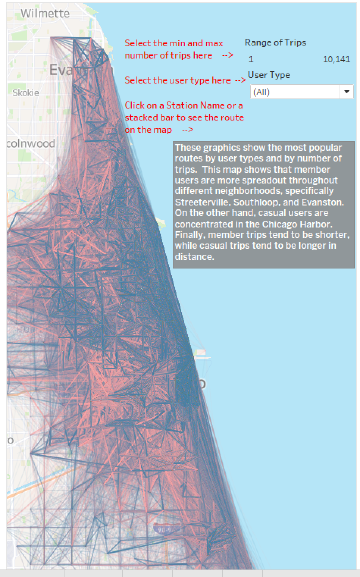 Wilmette
Select the min and max
number of trips here -->
Range of Trips
1 10,141
Evan
Select the user type here -->
User Type
(All)
Skokie
Click on a Station Name or a
stacked bar to see the route
on the map -->
colnwood
These graphics show the most popular
routes by user types and by number of
trips. This map shows that member
users are more spreadout throughout
different neighborhoods, specifically
Streeterville, Southloop, and Evanston.
On the other hand, casual users are
concentrated in the Chicago Harbor.
Finally, member trips tend to be shorter,
while casual trips tend to be longer in
distance.
o
o